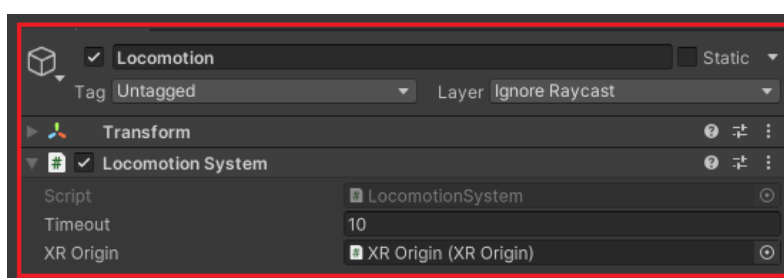 Locomotion Static
Tag Untagged Layer Ignore Raycast
Transform
# Locomotion System
Script # LocomotionSystem
Timeout 10
XR Origin # XR Origin (XR Origin)